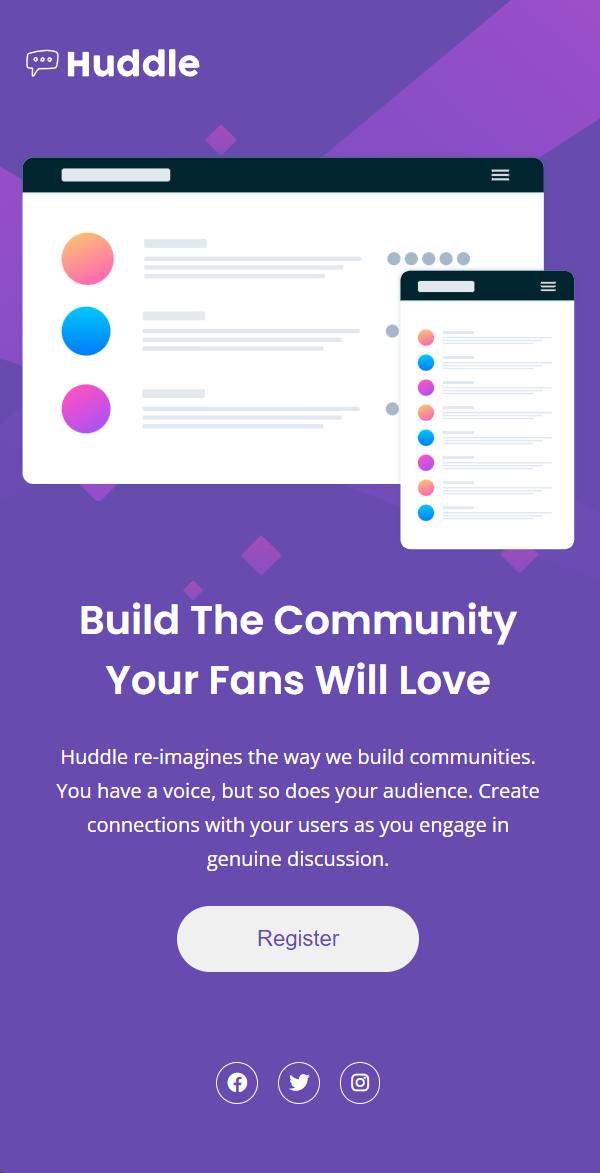 Huddle
Build The Community
Your Fans Will Love
Huddle re-imagines the way we build communities.
You have a voice, but so does your audience. Create
connections with your users as you engage in
genuine discussion.
Register